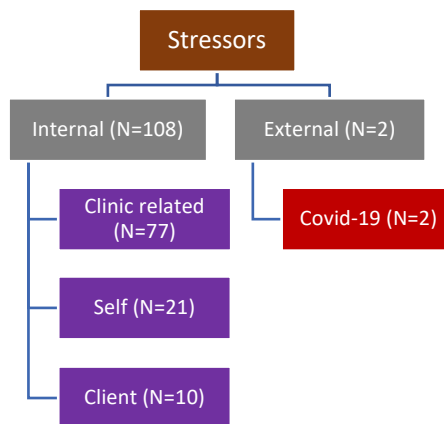 Stressors
Internal (N=108)
External (N=2)
Clinic related
(N=77)
Covid-19 (N=2)
Self (N=21)
Client (N=10)